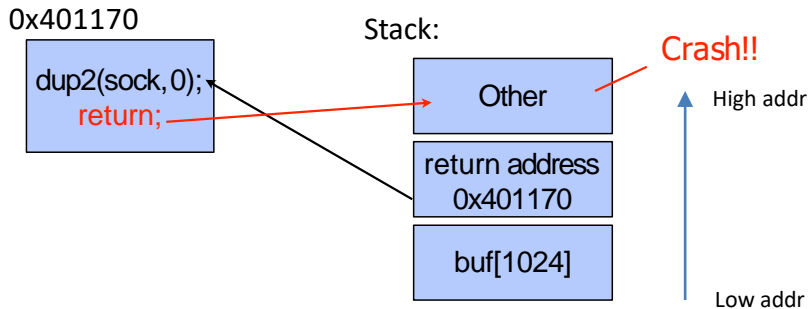 0x401170
dup2(sock,0);
return;
Stack:
Crash!!
Other
High addr
return address
0x401170
buf[1024]
Low addr